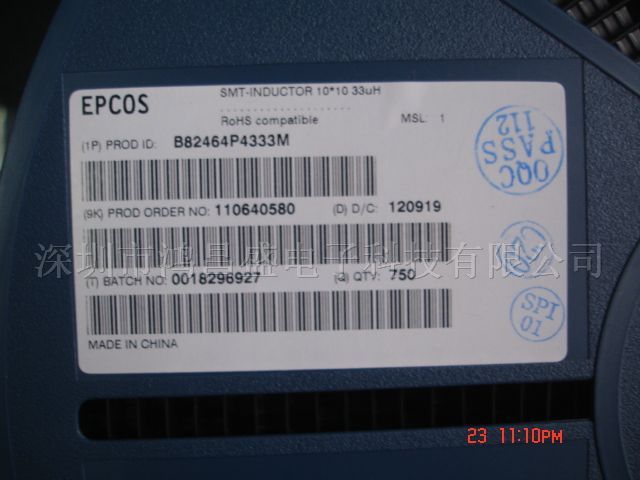 SMT-INDUCTOR 10*10 33uH
EPCOS
RoHS compatible MSL: 1
(1P) PROD ID: B82464P4333M
(9K) PROD ORDER NO: 110640580 (D) D/C: 120919
深圳市鸿昌盛电子科技有限公司
(T) BATCH NO: 0018296927 (Q) QTY: 750
MADE IN CHINA
OQC
PASS
112
SPI
01
23 11:10PM